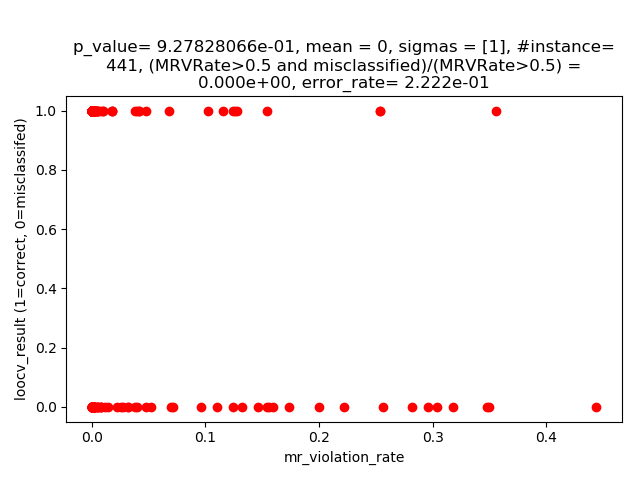 p_value= 9.27828066e-01, mean = 0, sigmas = [1], #instance=
441, (MRVRate>0.5 and misclassified)/(MRVRate>0.5) =
0.000e+00, error_rate= 2.222e-01
1.0
0.8
0.6
0.4
0.2
0.0
loocv_result (1=correct, 0=misclassifed)
0.0 0.1 0.2 0.3 0.4
mr_violation_rate